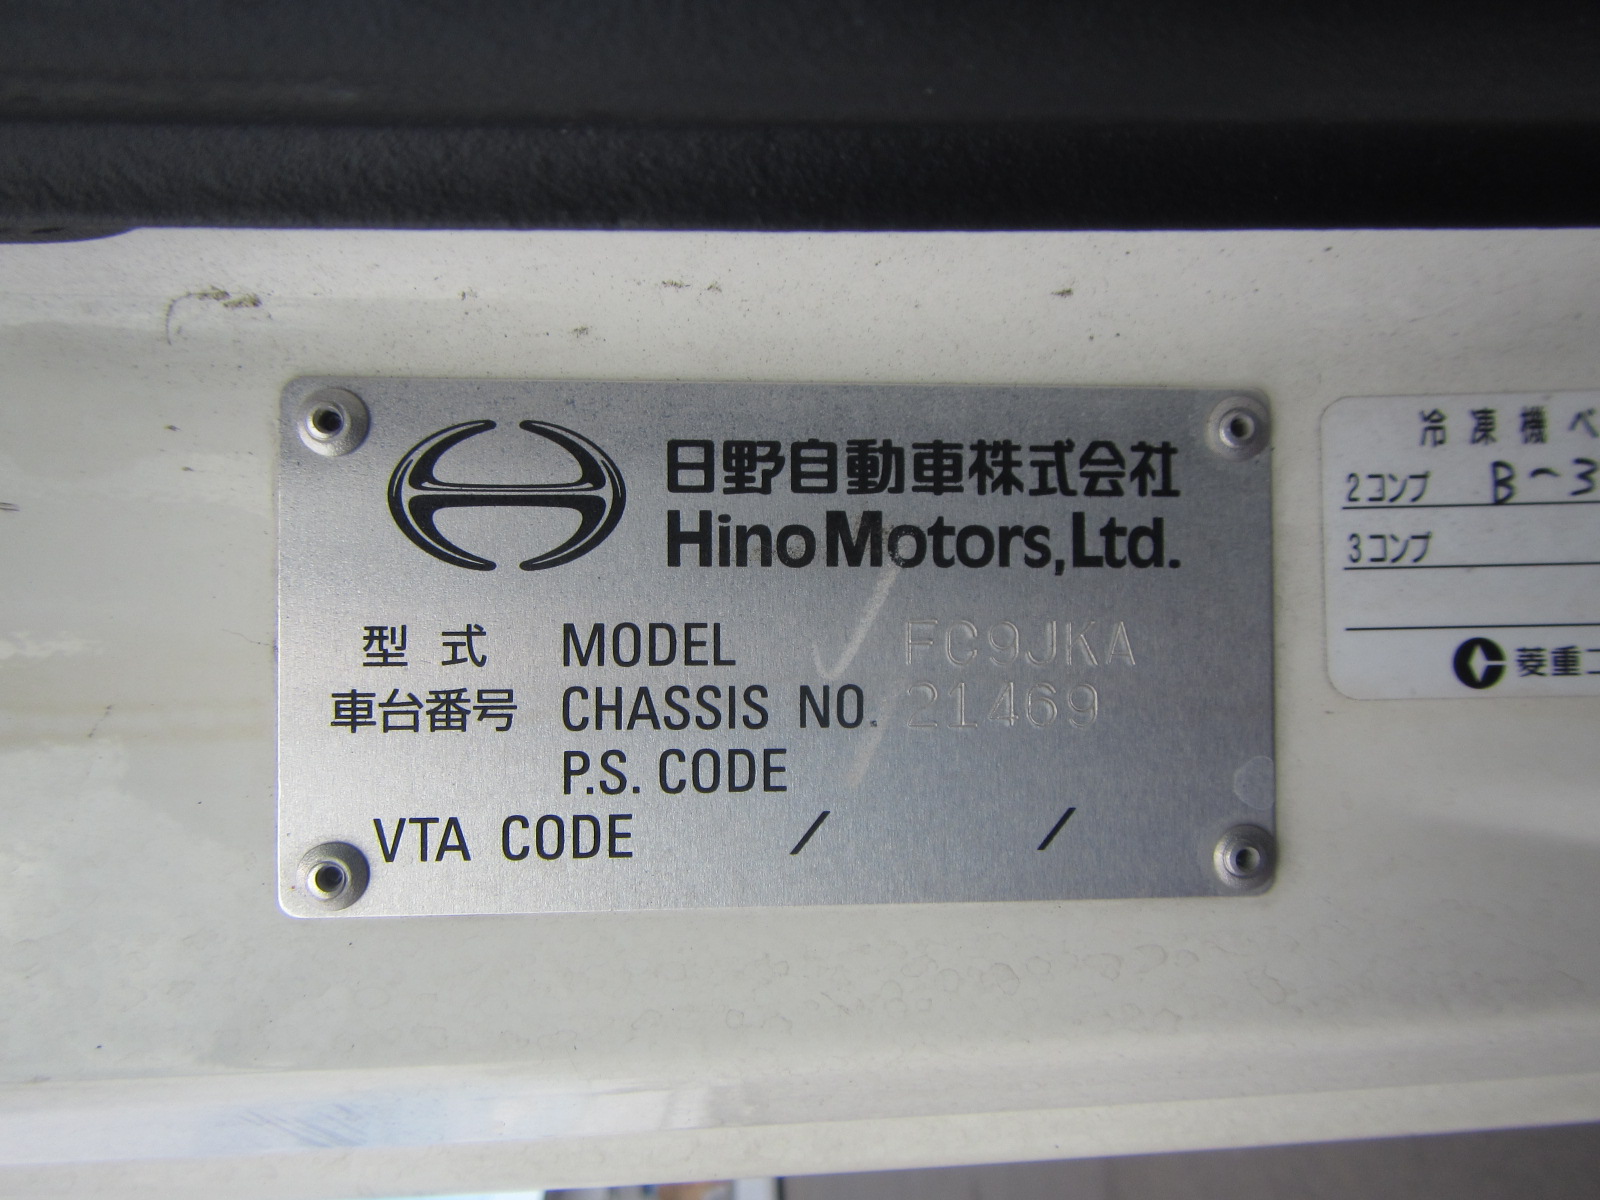 日野自動車株式会社
Hino Motors, Ltd.
型式 MODEL FC9JKA
車台番号 CHASSIS NO. 21469
P.S. CODE
VTA CODE / /
冷凍機ベ
2コンプ B-3
3コンプ
菱重コ